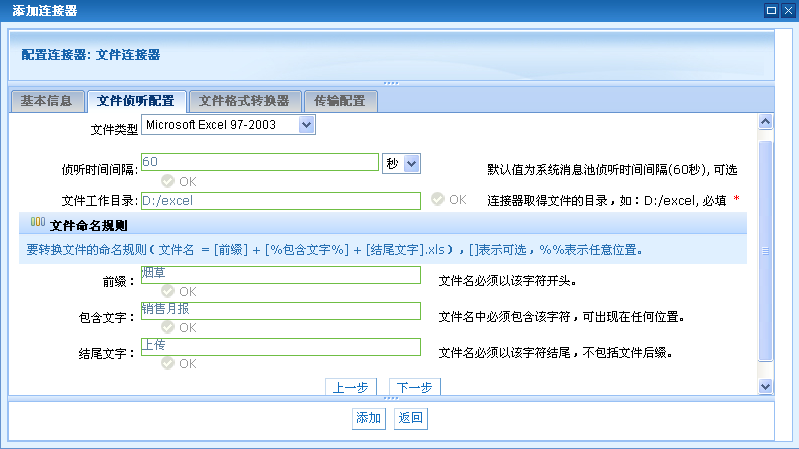 添加连接器
配置连接器: 文件连接器
基本信息 文件侦听配置 文件格式转换器 传输配置
文件类型 Microsoft Excel 97-2003
侦听时间间隔: 60 秒 默认值为系统消息池侦听时间间隔(60秒), 可选
OK
文件工作目录: D:/excel OK 连接器取得文件的目录，如：D:/excel, 必填 *
文件命名规则
要转换文件的命名规则（文件名 = [前缀] + [%包含文字%] + [结尾文字].xls），[]表示可选，%%表示任意位置。
前缀： 烟草 文件名必须以该字符开头。
OK
包含文字： 销售月报 文件名中必须包含该字符，可出现在任何位置。
OK
结尾文字： 上传 文件名必须以该字符结尾，不包括文件后缀。
OK
上一步 下一步
添加 返回